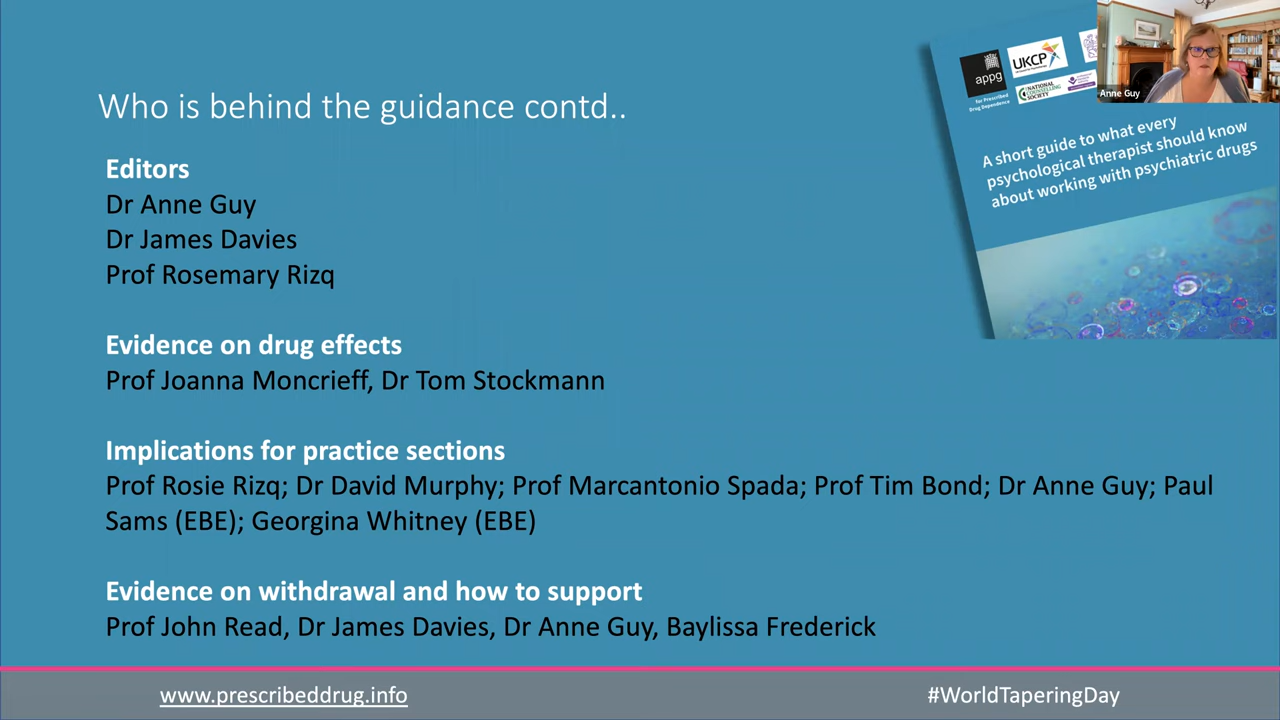 Who is behind the guidance contd..
Editors
Dr Anne Guy
Dr James Davies
Prof Rosemary Rizq
Evidence on drug effects
Prof Joanna Moncrieff, Dr Tom Stockmann
Implications for practice sections
Prof Rosie Rizq; Dr David Murphy; Prof Marcantonio Spada; Prof Tim Bond; Dr Anne Guy; Paul
Sams (EBE); Georgina Whitney (EBE)
Evidence on withdrawal and how to support
Prof John Read, Dr James Davies, Dr Anne Guy, Baylissa Frederick
www.prescribeddrug.info
#WorldTaperingDay
appg
for Prescribed
Drug Dependence
UKCP
NATIONAL
COUNSELLING
SOCIETY
A short guide to what every
psychological therapist should know
about working with psychiatric drugs
Anne Guy